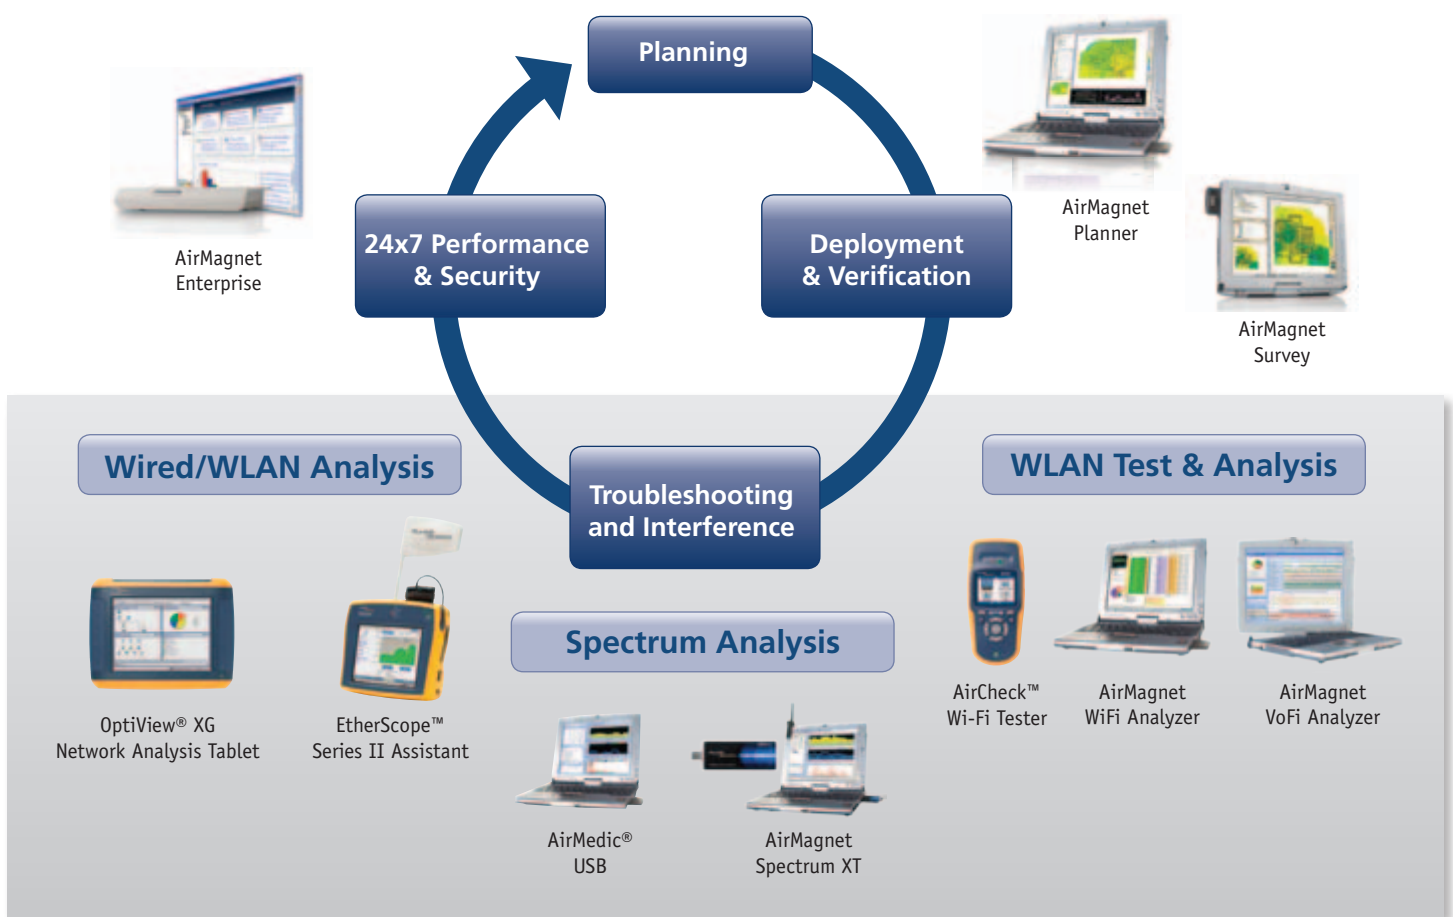 Planning
AirMagnet
Planner
24x7 Performance
& Security
Deployment
& Verification
AirMagnet
Enterprise
AirMagnet
Survey
Wired/WLAN Analysis
Troubleshooting
and Interference
WLAN Test & Analysis
Spectrum Analysis
OptiView® XG
Network Analysis Tablet
EtherScope™
Series II Assistant
AirCheck™
Wi-Fi Tester
AirMagnet
WiFi Analyzer
AirMagnet
VoFi Analyzer
AirMedic®
USB
AirMagnet
Spectrum XT